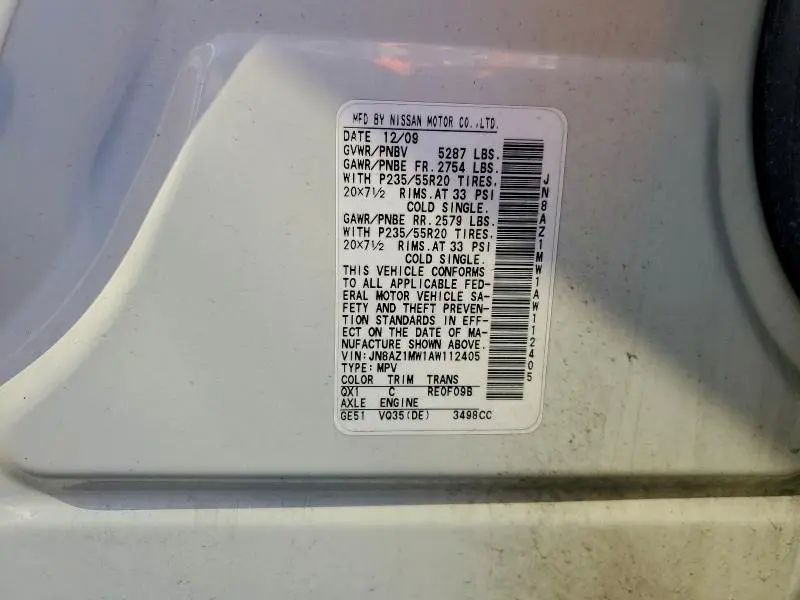 MFD BY NISSAN MOTOR CO.,LTD.
DATE 12/09
GVWR/PNBV 5287 LBS.
GAWR/PNBE FR. 2754 LBS.
WITH P235/55R20 TIRES,
20X7½ RIMS.AT 33 PSI
COLD SINGLE.
GAWR/PNBE RR. 2579 LBS.
WITH P235/55R20 TIRES,
20X7½ RIMS.AT 33 PSI
COLD SINGLE.
THIS VEHICLE CONFORMS
TO ALL APPLICABLE FED-
ERAL MOTOR VEHICLE SA-
FETY AND THEFT PREVEN-
TION STANDARDS IN EFF-
ECT ON THE DATE OF MA-
NUFACTURE SHOWN ABOVE.
VIN:JN8AZ1MW1AW112405
TYPE:MPV
COLOR TRIM TRANS
QX1 C RE0F09B
AXLE ENGINE
GE51 VQ35(DE) 3498CC
JN8AZ1MW1AW112405